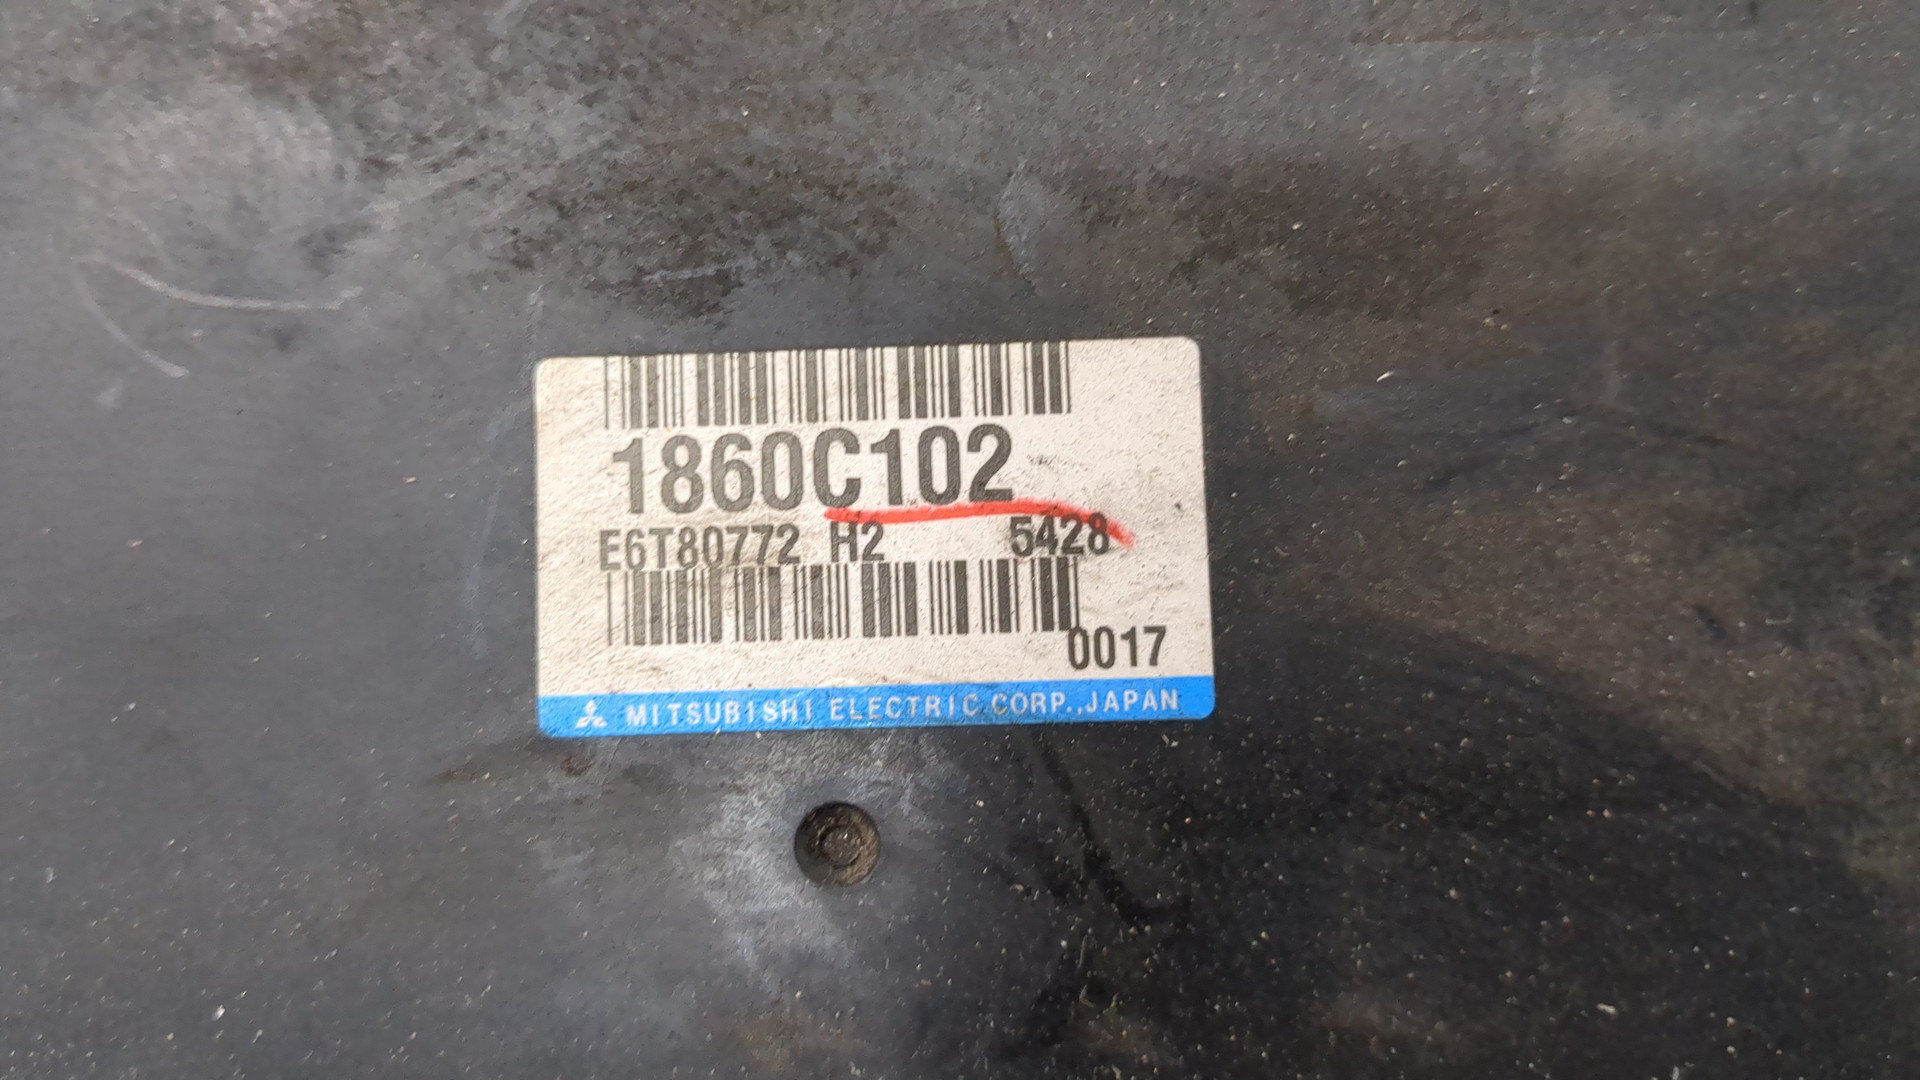 1860C102
E6T80772 H2 5428
0017
MITSUBISHI ELECTRIC CORP.,JAPAN